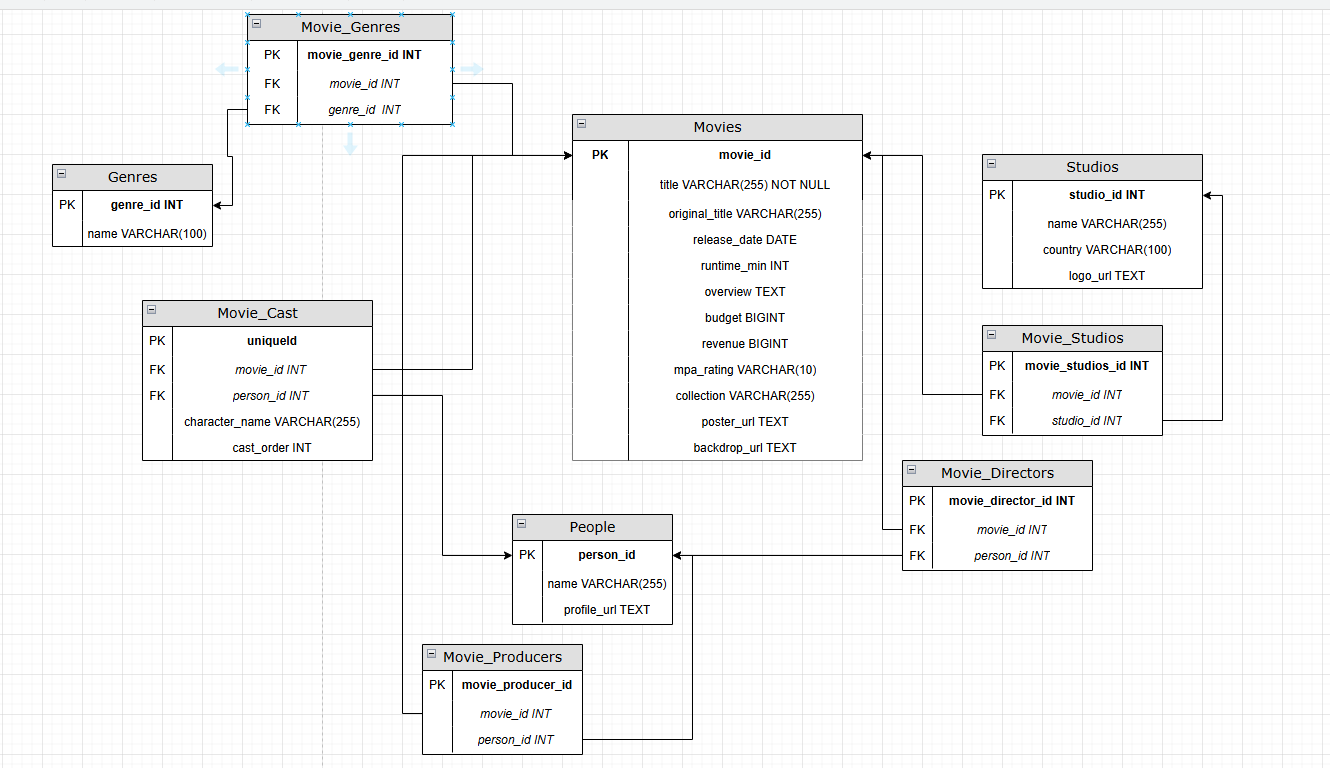 Movie_Genres
PK movie_genre_id INT
FK movie_id INT
FK genre_id INT
Genres
PK genre_id INT
name VARCHAR(100)
Movies
PK movie_id
title VARCHAR(255) NOT NULL
original_title VARCHAR(255)
release_date DATE
runtime_min INT
overview TEXT
budget BIGINT
revenue BIGINT
mpa_rating VARCHAR(10)
collection VARCHAR(255)
poster_url TEXT
backdrop_url TEXT
Studios
PK studio_id INT
name VARCHAR(255)
country VARCHAR(100)
logo_url TEXT
Movie_Cast
PK uniqueId
FK movie_id INT
FK person_id INT
character_name VARCHAR(255)
cast_order INT
Movie_Studios
PK movie_studios_id INT
FK movie_id INT
FK studio_id INT
Movie_Directors
PK movie_director_id INT
FK movie_id INT
FK person_id INT
People
PK person_id
name VARCHAR(255)
profile_url TEXT
Movie_Producers
PK movie_producer_id
movie_id INT
person_id INT